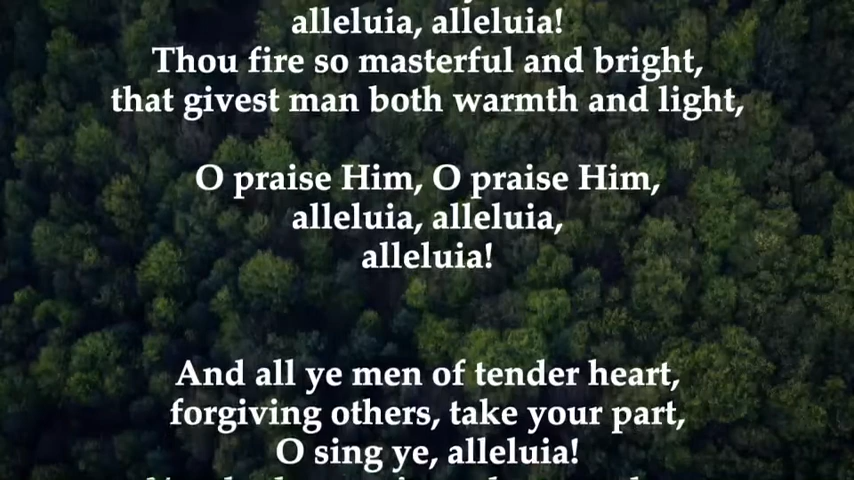 alleluia, alleluia!
Thou fire so masterful and bright,
that givest man both warmth and light,
O praise Him, O praise Him,
alleluia, alleluia,
alleluia!
And all ye men of tender heart,
forgiving others, take your part,
O sing ye, alleluia!